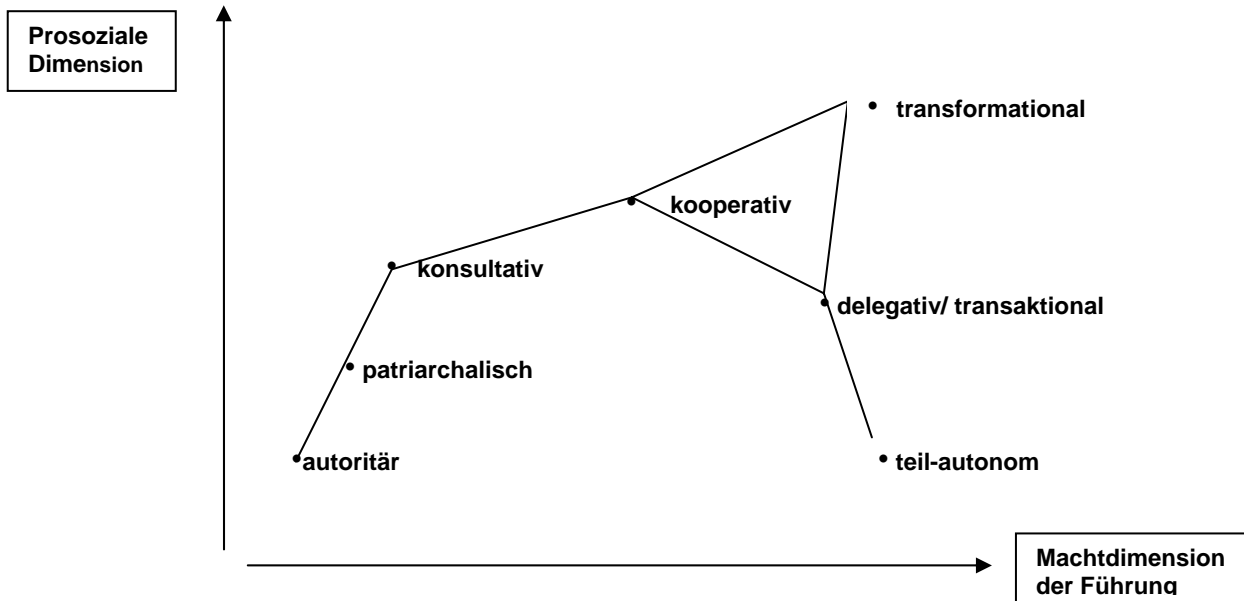 Prosoziale
Dimension
transformational
kooperativ
konsultativ
delegativ/ transaktional
patriarchalisch
autoritär
teil-autonom
Machtdimension
der Führung